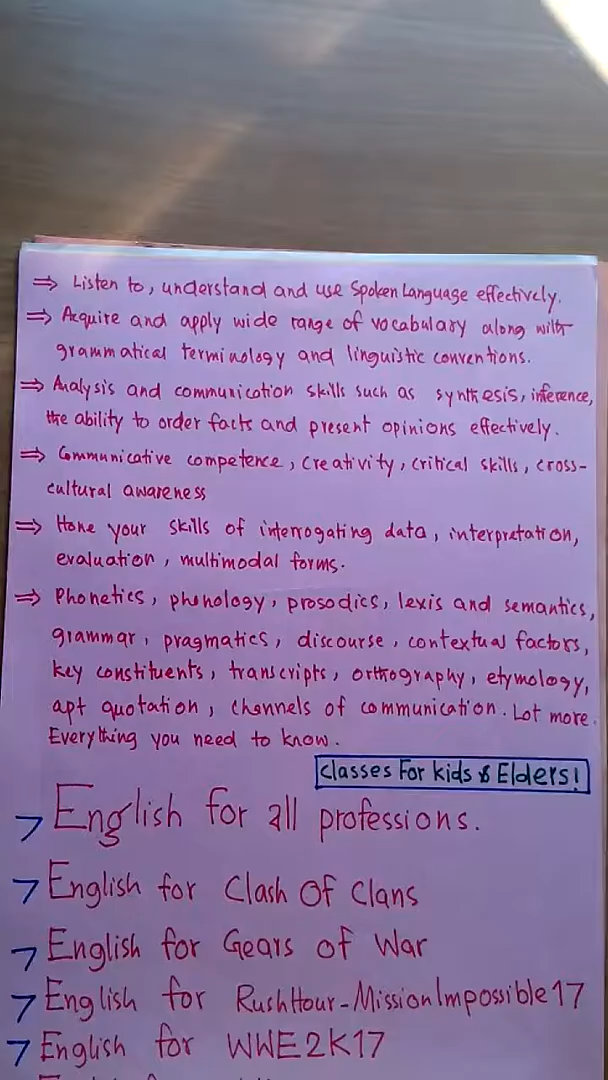 ⇒ Listen to, understand and use Spoken Language effectively.
⇒ Acquire and apply wide range of vocabulary along with
grammatical terminology and linguistic conventions.
⇒ Analysis and communication skills such as synthesis, inference,
the ability to order facts and present opinions effectively.
⇒ Communicative competence, creativity, critical skills, cross-
cultural awareness
⇒ Hone your skills of interrogating data, interpretation,
evaluation, multimodal forms.
⇒ Phonetics, phonology, prosodics, lexis and semantics,
grammar, pragmatics, discourse, contextual factors,
key constituents, transcripts, orthography, etymology,
apt quotation, channels of communication. Lot more.
Everything you need to know.
Classes For kids & Elders!
English for all professions.
English for Clash Of Clans
English for Gears of War
English for RushHour-MissionImpossible17
English for WWE2K17